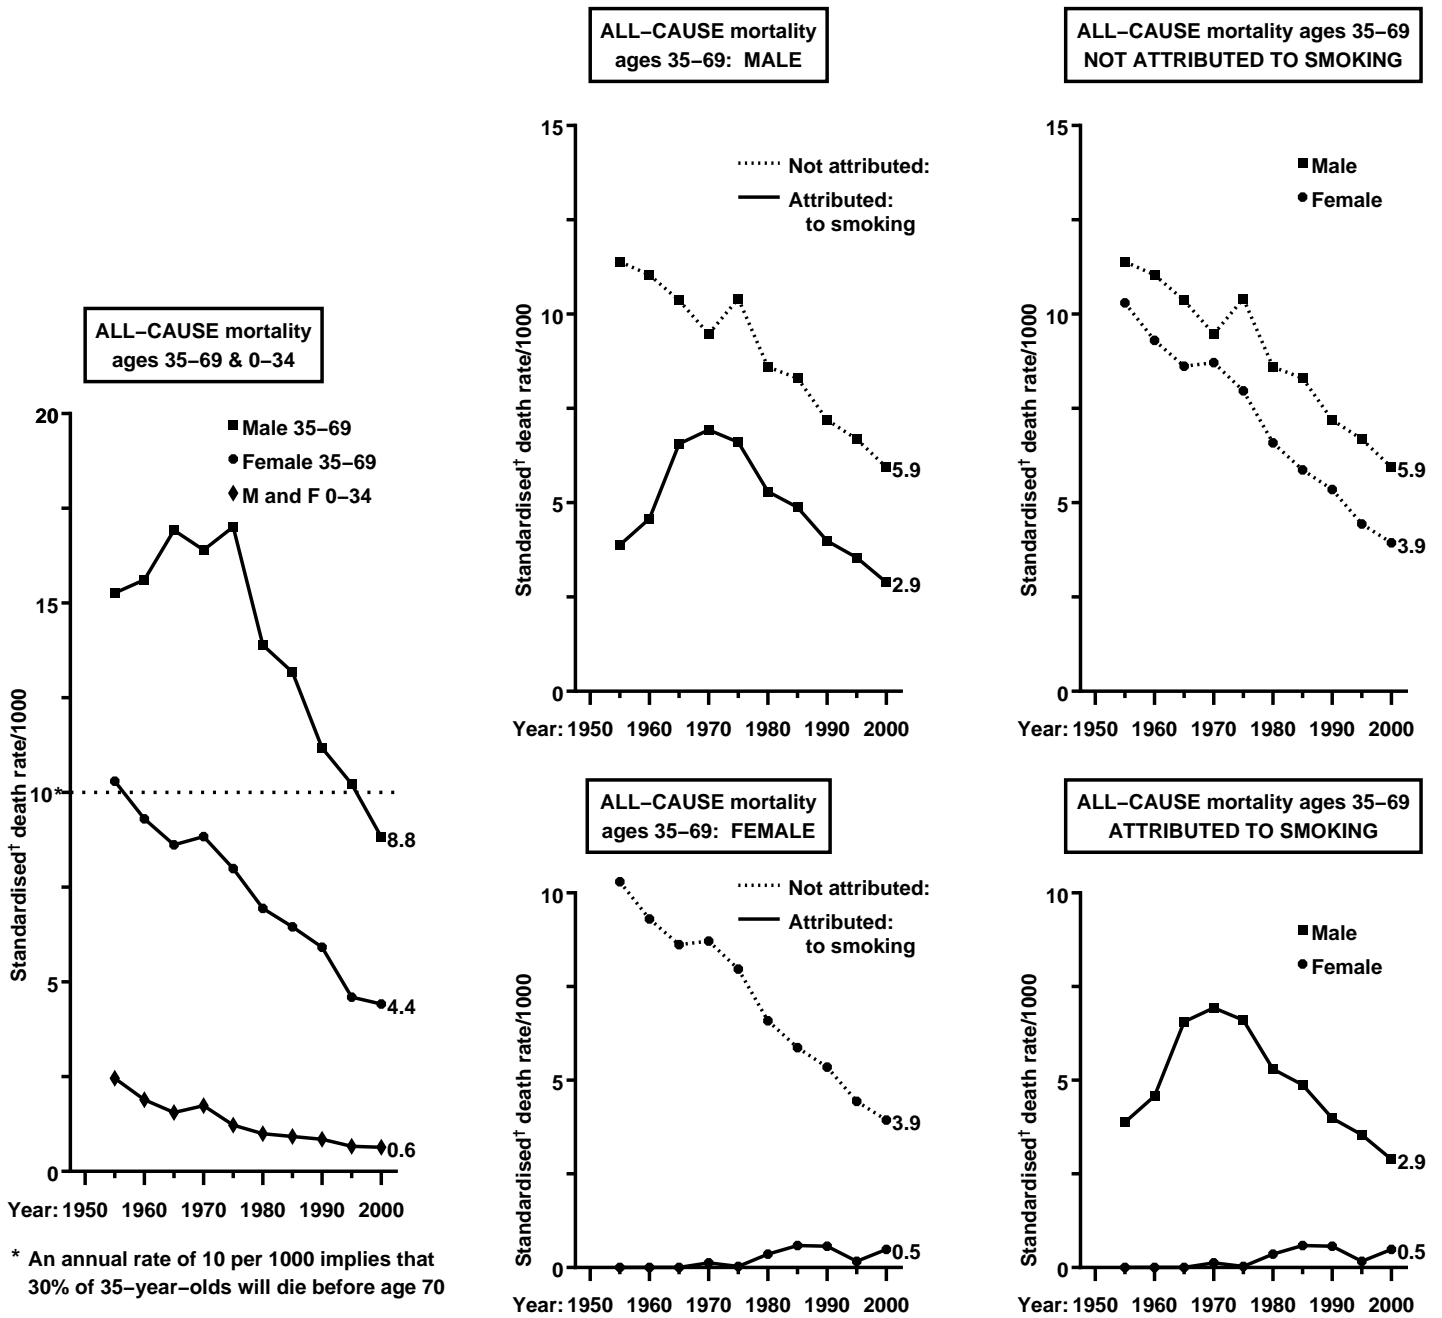 ALL–CAUSE mortality
ages 35–69 & 0–34
20
15
10*
5
0
Standardised† death rate/1000
Male 35–69
Female 35–69
M and F 0–34
8.8
4.4
0.6
Year: 1950 1960 1970 1980 1990 2000
* An annual rate of 10 per 1000 implies that
30% of 35–year–olds will die before age 70
ALL–CAUSE mortality
ages 35–69: MALE
15
10
5
0
Standardised† death rate/1000
Not attributed:
Attributed:
to smoking
5.9
2.9
Year: 1950 1960 1970 1980 1990 2000
ALL–CAUSE mortality ages 35–69
NOT ATTRIBUTED TO SMOKING
15
10
5
0
Standardised† death rate/1000
Male
Female
5.9
3.9
Year: 1950 1960 1970 1980 1990 2000
ALL–CAUSE mortality
ages 35–69: FEMALE
10
5
0
Standardised† death rate/1000
Not attributed:
Attributed:
to smoking
3.9
0.5
Year: 1950 1960 1970 1980 1990 2000
ALL–CAUSE mortality ages 35–69
ATTRIBUTED TO SMOKING
10
5
0
Standardised† death rate/1000
Male
Female
2.9
0.5
Year: 1950 1960 1970 1980 1990 2000